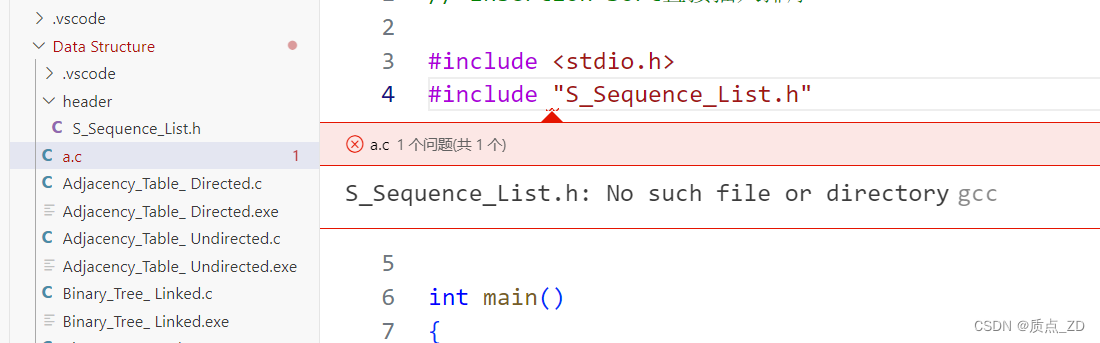 .vscode
Data Structure
.vscode
header
S_Sequence_List.h
a.c 1
Adjacency_Table_ Directed.c
Adjacency_Table_ Directed.exe
Adjacency_Table_ Undirected.c
Adjacency_Table_ Undirected.exe
Binary_Tree_ Linked.c
Binary_Tree_ Linked.exe
2
3 #include <stdio.h>
4 #include "S_Sequence_List.h"
a.c 1 个问题(共 1 个)
S_Sequence_List.h: No such file or directory gcc
5
6 int main()
7 {
CSDN @质点_ZD